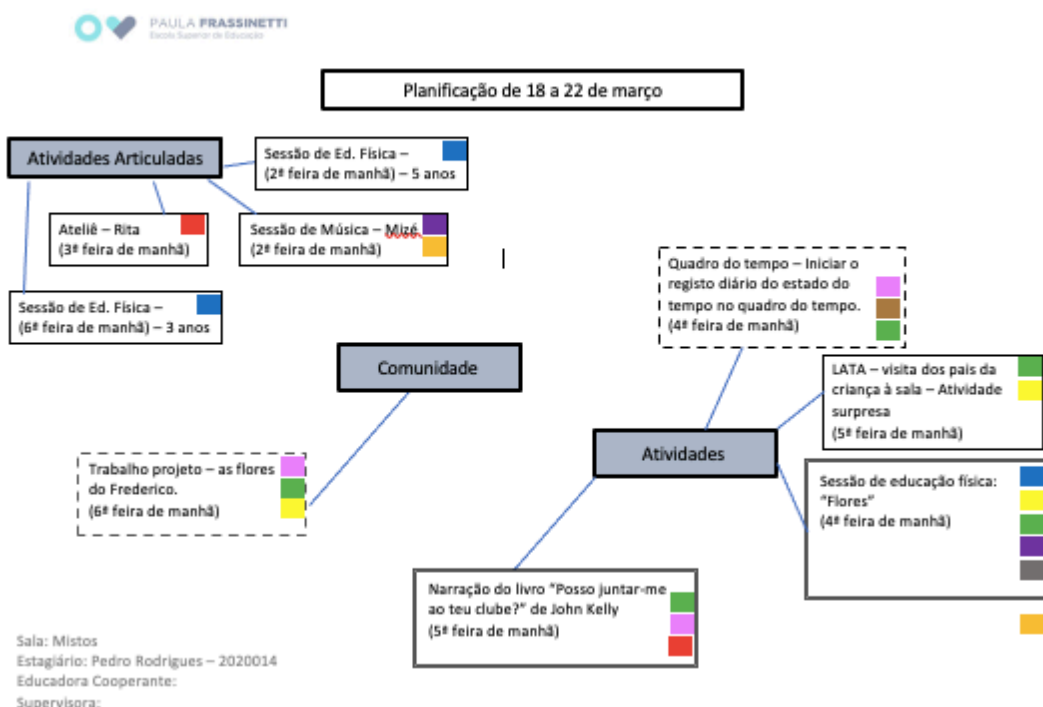 PAULA FRASSINETTI
Escola Superior de Educação
Planificação de 18 a 22 de março
Atividades Articuladas
Sessão de Ed. Física –
(2ª feira de manhã) – 5 anos
Ateliê – Rita
(3ª feira de manhã)
Sessão de Música – Mizé
(2ª feira de manhã)
Sessão de Ed. Física –
(6ª feira de manhã) – 3 anos
Quadro do tempo – Iniciar o
registo diário do estado do
tempo no quadro do tempo.
(4ª feira de manhã)
Comunidade
LATA – visita dos pais da
criança à sala – Atividade
surpresa
(5ª feira de manhã)
Atividades
Trabalho projeto – as flores
do Frederico.
(6ª feira de manhã)
Sessão de educação física:
“Flores”
(4ª feira de manhã)
Narração do livro “Posso juntar-me
ao teu clube?” de John Kelly
(5ª feira de manhã)
Sala: Mistos
Estagiário: Pedro Rodrigues – 2020014
Educadora Cooperante:
Supervisora: